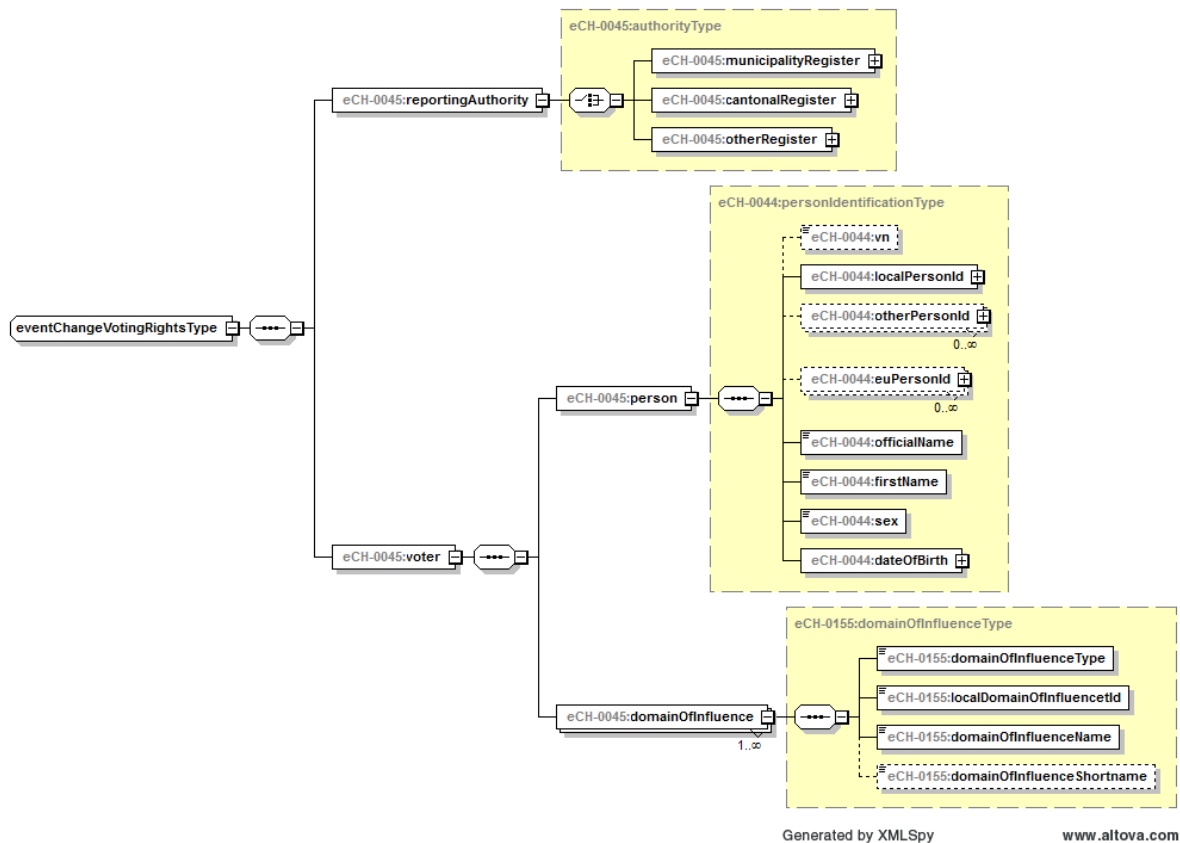 eCH-0045:authorityType
eCH-0045:municipalityRegister
eCH-0045:reportingAuthority
eCH-0045:cantonalRegister
eCH-0045:otherRegister
eCH-0044:personIdentificationType
eCH-0044:vn
eCH-0044:localPersonId
eCH-0044:otherPersonId
0..∞
eventChangeVotingRightsType
eCH-0044:euPersonId
0..∞
eCH-0045:person
eCH-0044:officialName
eCH-0044:firstName
eCH-0044:sex
eCH-0045:voter
eCH-0044:dateOfBirth
eCH-0155:domainOfInfluenceType
eCH-0155:domainOfInfluenceType
eCH-0155:localDomainOfInfluencetId
eCH-0045:domainOfInfluence
1..∞
eCH-0155:domainOfInfluenceName
eCH-0155:domainOfInfluenceShortname
Generated by XMLSpy
www.altova.com